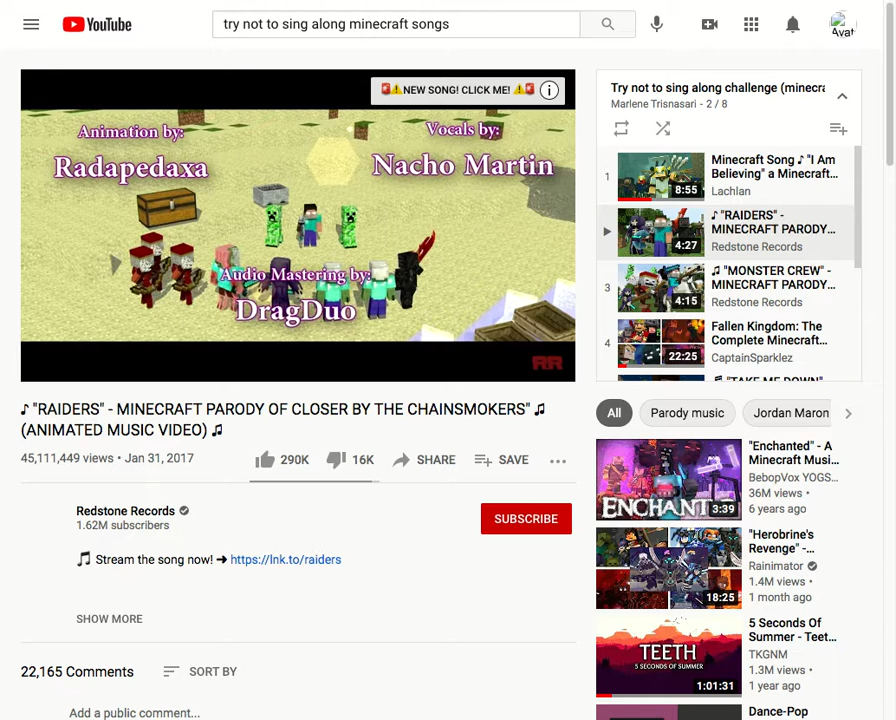 YouTube
try not to sing along minecraft songs
🚨⚠️NEW SONG! CLICK ME! ⚠️🚨
Animation by:
Radapedaxa
Vocals by:
Nacho Martin
Audio Mastering by:
DragDuo
RR
♪ "RAIDERS" - MINECRAFT PARODY OF CLOSER BY THE CHAINSMOKERS" ♫
(ANIMATED MUSIC VIDEO) ♫
45,111,449 views • Jan 31, 2017
290K
16K
SHARE
SAVE
Redstone Records
1.62M subscribers
SUBSCRIBE
🎵 Stream the song now! ➜ https://lnk.to/raiders
SHOW MORE
22,165 Comments
SORT BY
Add a public comment...
Try not to sing along challenge (minecra
Marlene Trisnasari - 2 / 8
1
8:55
Minecraft Song ♪ "I Am
Believing" a Minecraft...
Lachlan
4:27
♪ "RAIDERS" -
MINECRAFT PARODY...
Redstone Records
3
4:15
♫ "MONSTER CREW" -
MINECRAFT PARODY...
Redstone Records
4
22:25
Fallen Kingdom: The
Complete Minecraft...
CaptainSparklez
♬ "TAKE ME DOWN"
All
Parody music
Jordan Maron
ENCHANTED
3:39
"Enchanted" - A
Minecraft Musi...
BebopVox YOGS...
36M views •
6 years ago
18:25
"Herobrine's
Revenge" -...
Rainimator
1.4M views •
1 month ago
TEETH
5 SECONDS OF SUMMER
1:01:31
5 Seconds Of
Summer - Teet...
TKGNM
1.3M views •
1 year ago
Dance-Pop